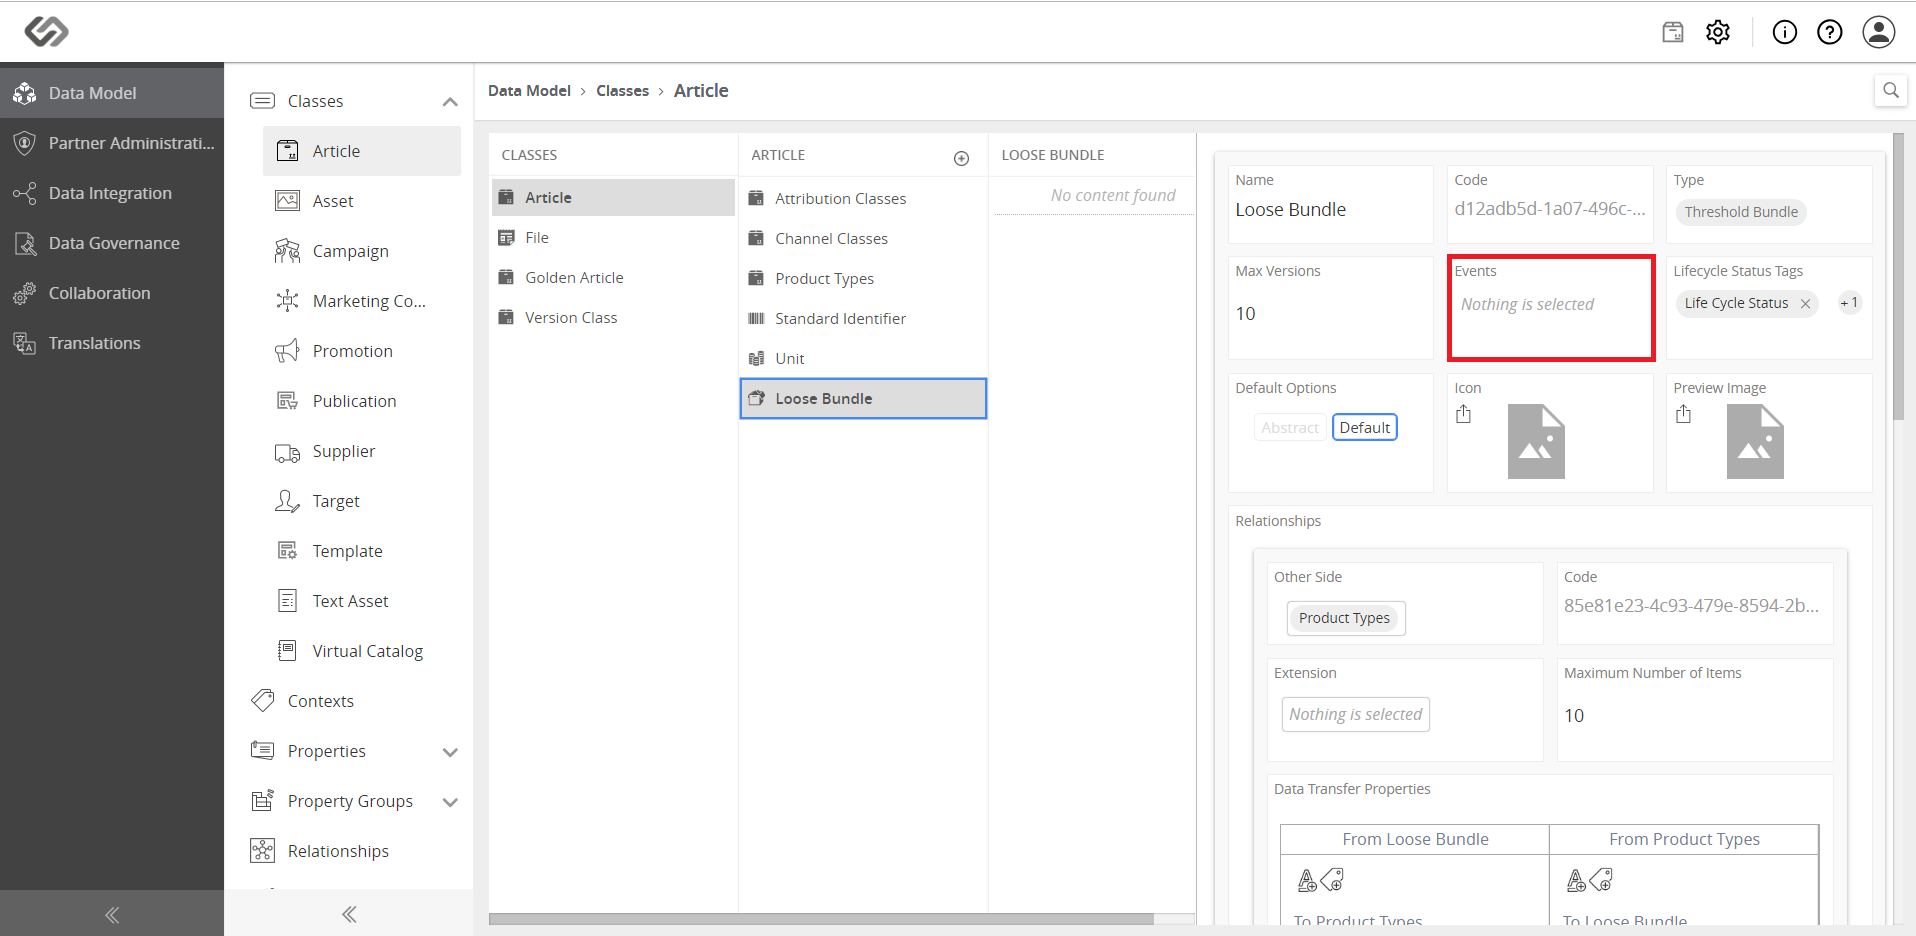 Data Model
Partner Administrati...
Data Integration
Data Governance
Collaboration
Translations
Classes
Article
Asset
Campaign
Marketing Co...
Promotion
Publication
Supplier
Target
Template
Text Asset
Virtual Catalog
Contexts
Properties
Property Groups
Relationships
Data Model > Classes > Article
CLASSES
Article
File
Golden Article
Version Class
ARTICLE
Attribution Classes
Channel Classes
Product Types
Standard Identifier
Unit
Loose Bundle
LOOSE BUNDLE
No content found
Name
Loose Bundle
Code
d12adb5d-1a07-496c-...
Type
Threshold Bundle
Max Versions
10
Events
Nothing is selected
Lifecycle Status Tags
Life Cycle Status × +1
Default Options
Abstract Default
Icon
Preview Image
Relationships
Other Side
Product Types
Code
85e81e23-4c93-479e-8594-2b...
Extension
Nothing is selected
Maximum Number of Items
10
Data Transfer Properties
From Loose Bundle From Product Types
To Product Types To Loose Bundle